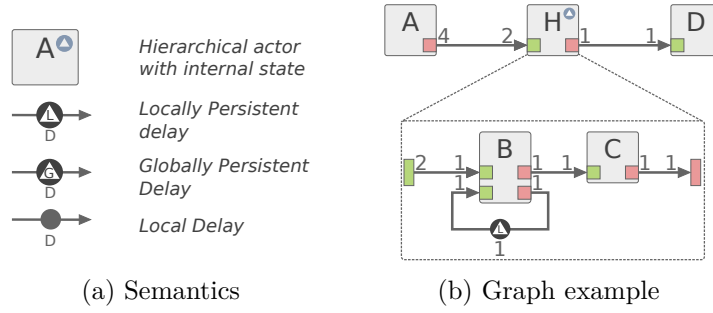 A
Hierarchical actor
with internal state
L
D
Locally Persistent
delay
G
D
Globally Persistent
Delay
D
Local Delay
(a) Semantics
A
H
D
4
2
1
1
B
C
2
1
1
1
1
1
1
1
L
1
(b) Graph example